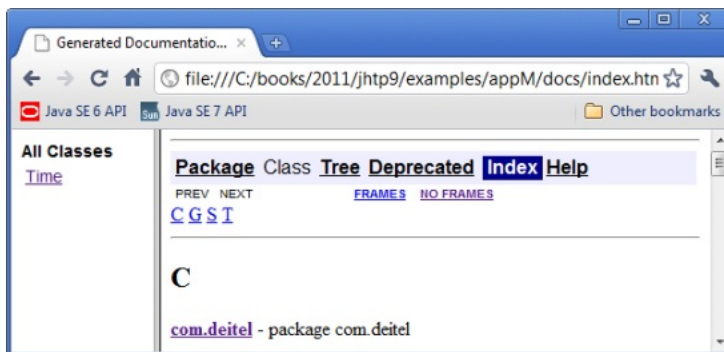 Generated Documentatio...
file:///C:/books/2011/jhtp9/examples/appM/docs/index.htn
Java SE 6 API Sun Java SE 7 API Other bookmarks
All Classes
Time
Package Class Tree Deprecated Index Help
PREV NEXT FRAMES NO FRAMES
C G S T
C
com.deitel - package com.deitel